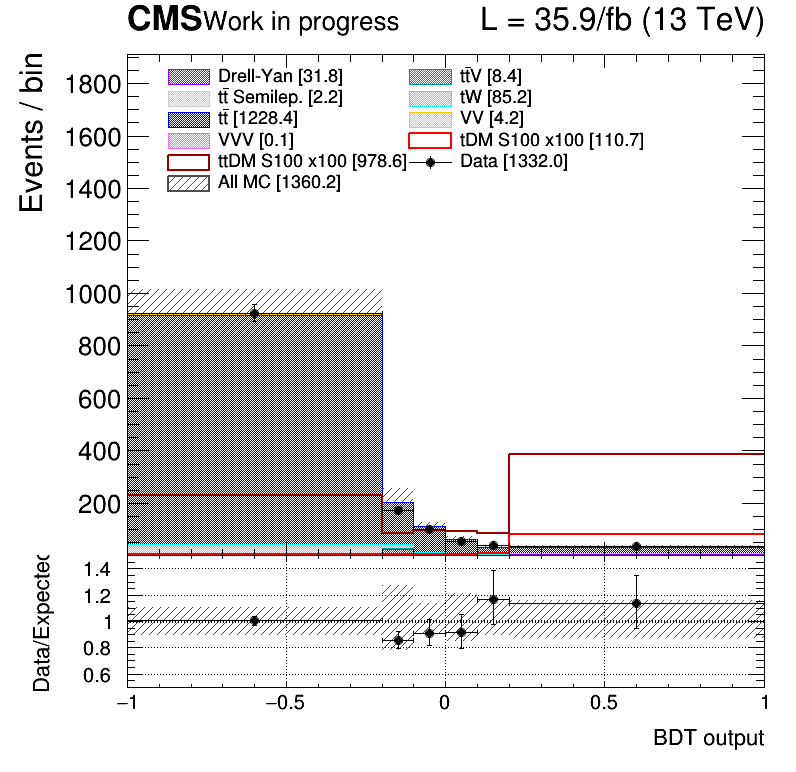 CMS Work in progress L = 35.9/fb (13 TeV)
Events / bin
1800
1600
1400
1200
1000
800
600
400
200
Drell-Yan [31.8] tt̄V [8.4]
tt̄ Semilep. [2.2] tW [85.2]
tt̄ [1228.4] VV [4.2]
VVV [0.1] tDM S100 x100 [110.7]
ttDM S100 x100 [978.6] Data [1332.0]
All MC [1360.2]
Data/Expected
1.4
1.2
1
0.8
0.6
−1 −0.5 0 0.5 1
BDT output